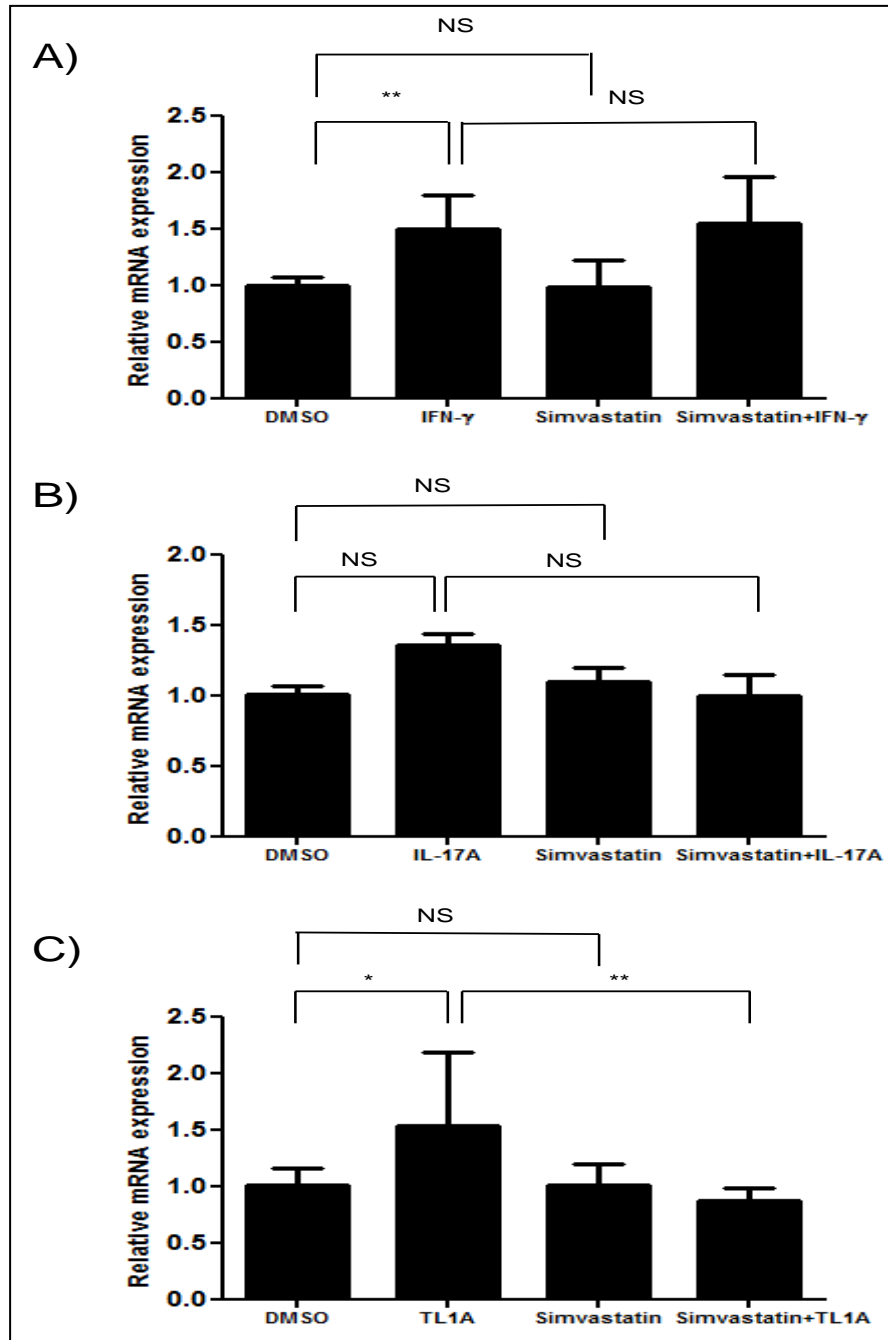 NS
A)
** NS
2.5
2.0
1.5
1.0
0.5
0.0
Relative mRNA expression
DMSO IFN-γ Simvastatin Simvastatin+IFN-γ
NS
B)
NS NS
2.0
1.5
1.0
0.5
0.0
Relative mRNA expression
DMSO IL-17A Simvastatin Simvastatin+IL-17A
NS
C)
* **
2.5
2.0
1.5
1.0
0.5
0.0
Relative mRNA expression
DMSO TL1A Simvastatin Simvastatin+TL1A